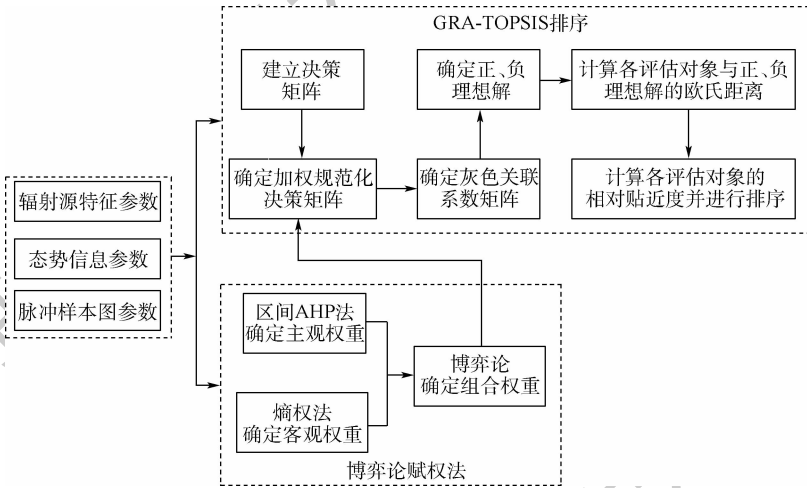 GRA-TOPSIS排序
建立决策
矩阵
确定正、负
理想解
计算各评估对象与正、负
理想解的欧氏距离
确定加权规范化
决策矩阵
确定灰色关联
系数矩阵
计算各评估对象的
相对贴近度并进行排序
辐射源特征参数
态势信息参数
脉冲样本图参数
区间AHP法
确定主观权重
熵权法
确定客观权重
博弈论
确定组合权重
博弈论赋权法